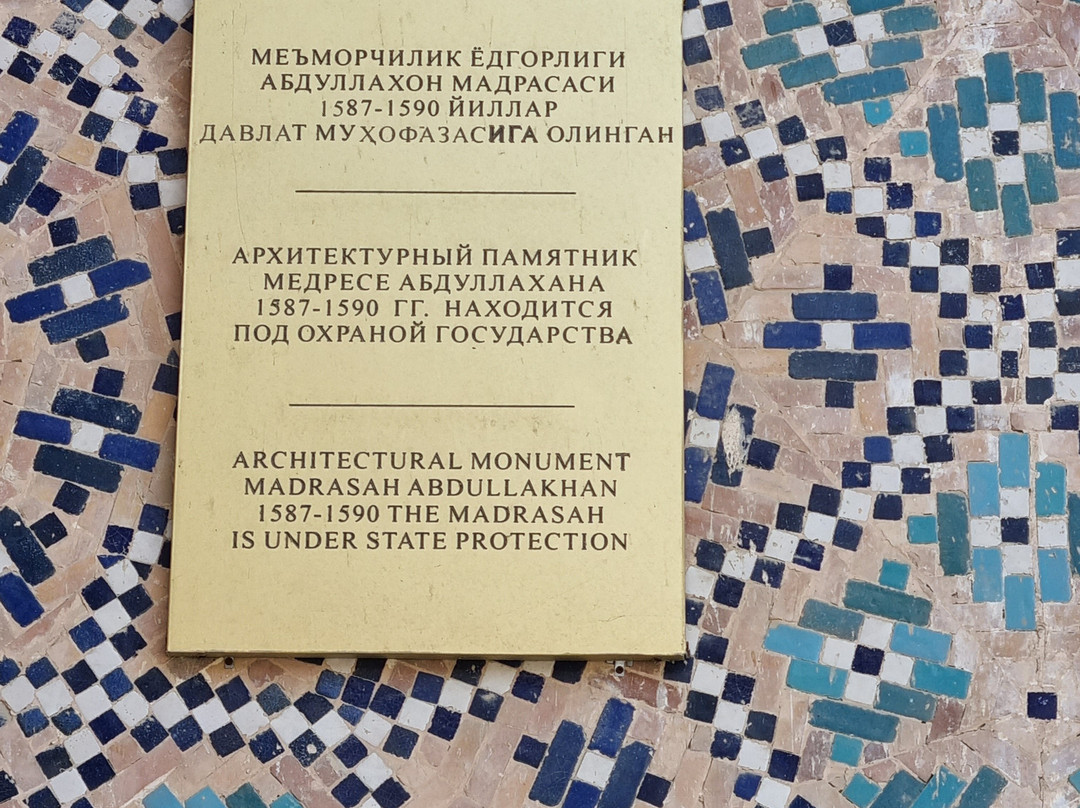 МЕЪМОРЧИЛИК ЁДГОРЛИГИ
АБДУЛЛАХОН МАДРАСАСИ
1587-1590 ЙИЛЛАР
ДАВЛАТ МУҲОФАЗАСИГА ОЛИНГАН
АРХИТЕКТУРНЫЙ ПАМЯТНИК
МЕДРЕСЕ АБДУЛЛАХАНА
1587-1590 ГГ. НАХОДИТСЯ
ПОД ОХРАНОЙ ГОСУДАРСТВА
ARCHITECTURAL MONUMENT
MADRASAH ABDULLAKHAN
1587-1590 THE MADRASAH
IS UNDER STATE PROTECTION